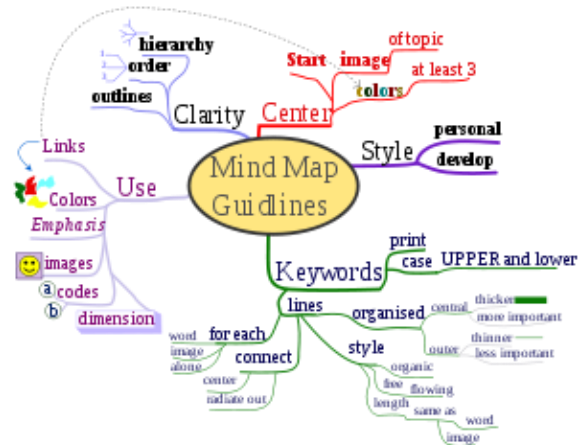 Mind Map
Guidlines
Center
Start
image
of topic
colors
at least 3
Style
personal
develop
Keywords
print
case
UPPER and lower
lines
organised
central
thicker
more important
outer
thinner
less important
style
organic
free flowing
length
same as
word
image
for each
word
image
alone
connect
center
radiate out
Use
Links
Colors
Emphasis
images
a
codes
b
dimension
Clarity
hierarchy
1
2
3
order
outlines